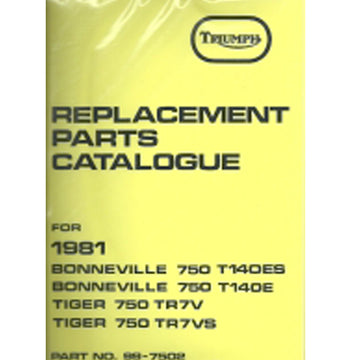 TRIUMPH
REPLACEMENT
PARTS
CATALOGUE
FOR
1981
BONNEVILLE 750 T140ES
BONNEVILLE 750 T140E
TIGER 750 TR7V
TIGER 750 TR7VS
PART NO. 99-7502